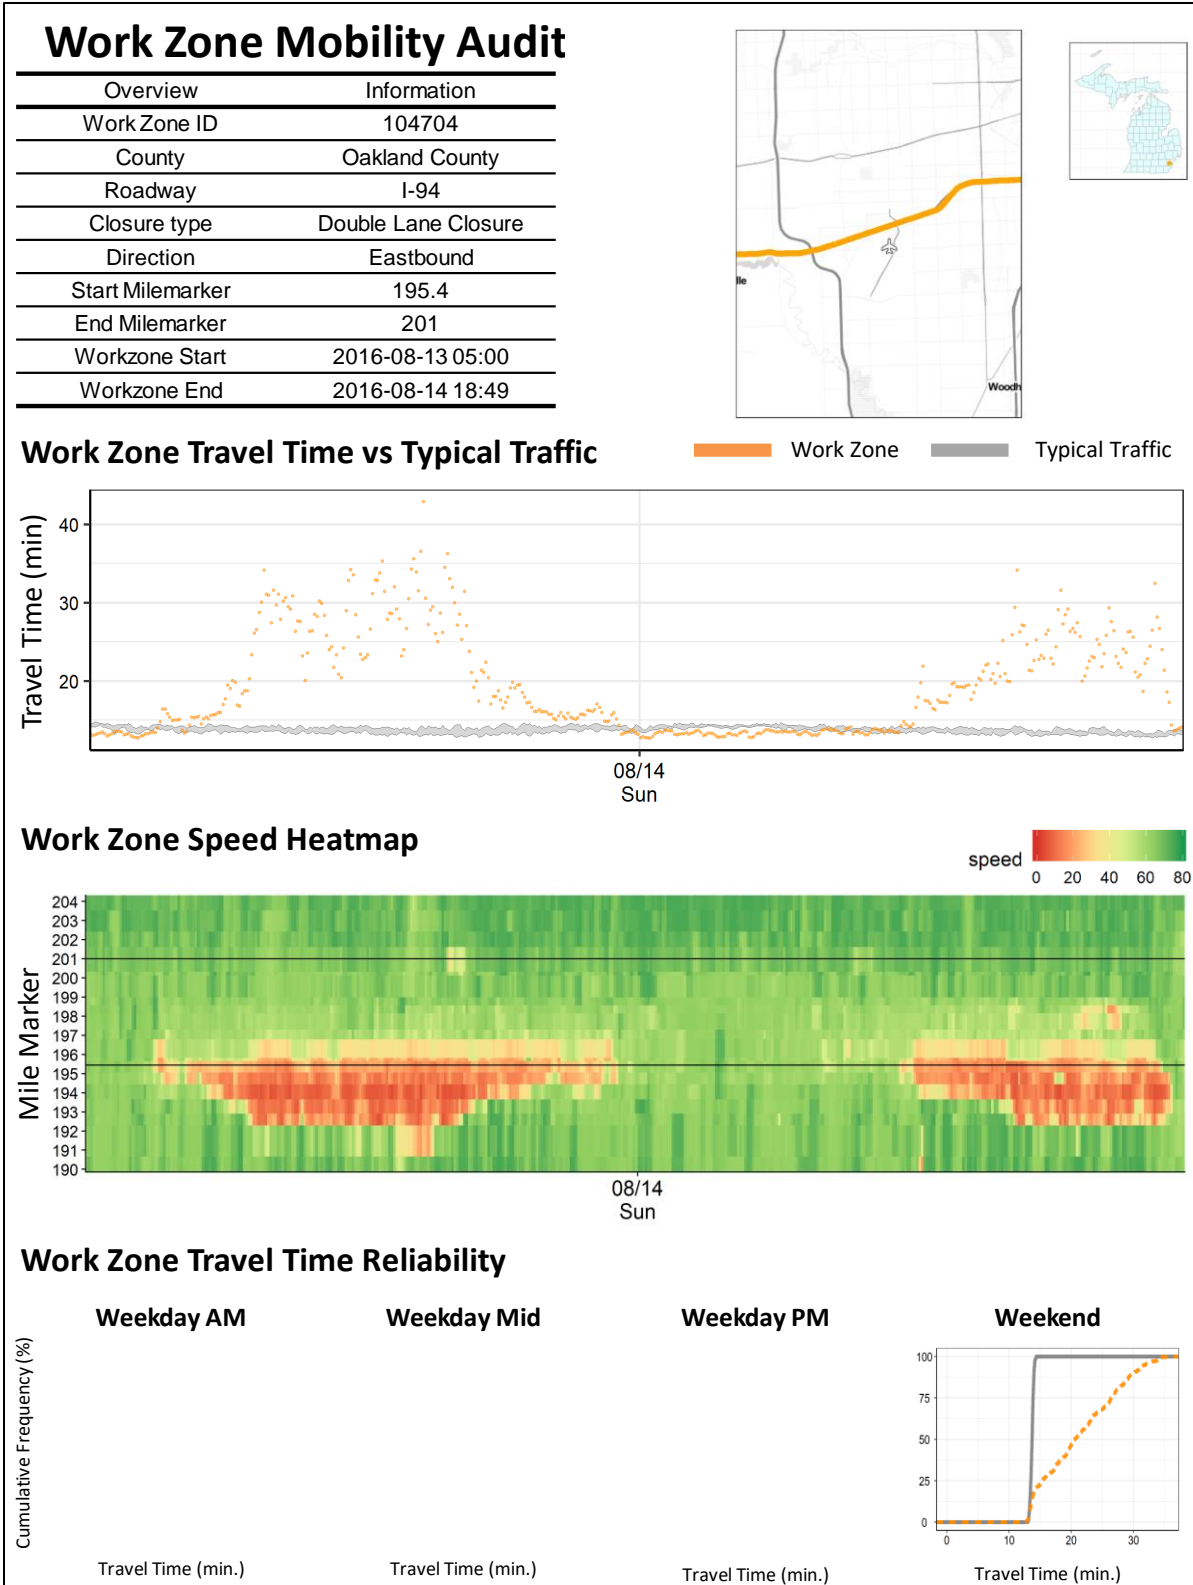 Work Zone Mobility Audit
Overview Information
Work Zone ID 104704
County Oakland County
Roadway I-94
Closure type Double Lane Closure
Direction Eastbound
Start Milemarker 195.4
End Milemarker 201
Workzone Start 2016-08-13 05:00
Workzone End 2016-08-14 18:49
lle
Woodh
Work Zone Travel Time vs Typical Traffic
Work Zone Typical Traffic
Travel Time (min)
40
30
20
08/14
Sun
Work Zone Speed Heatmap
speed
0 20 40 60 80
Mile Marker
204
203
202
201
200
199
198
197
196
195
194
193
192
191
190
08/14
Sun
Work Zone Travel Time Reliability
Weekday AM Weekday Mid Weekday PM Weekend
Cumulative Frequency (%)
100
75
50
25
0
0 10 20 30
Travel Time (min.) Travel Time (min.) Travel Time (min.) Travel Time (min.)